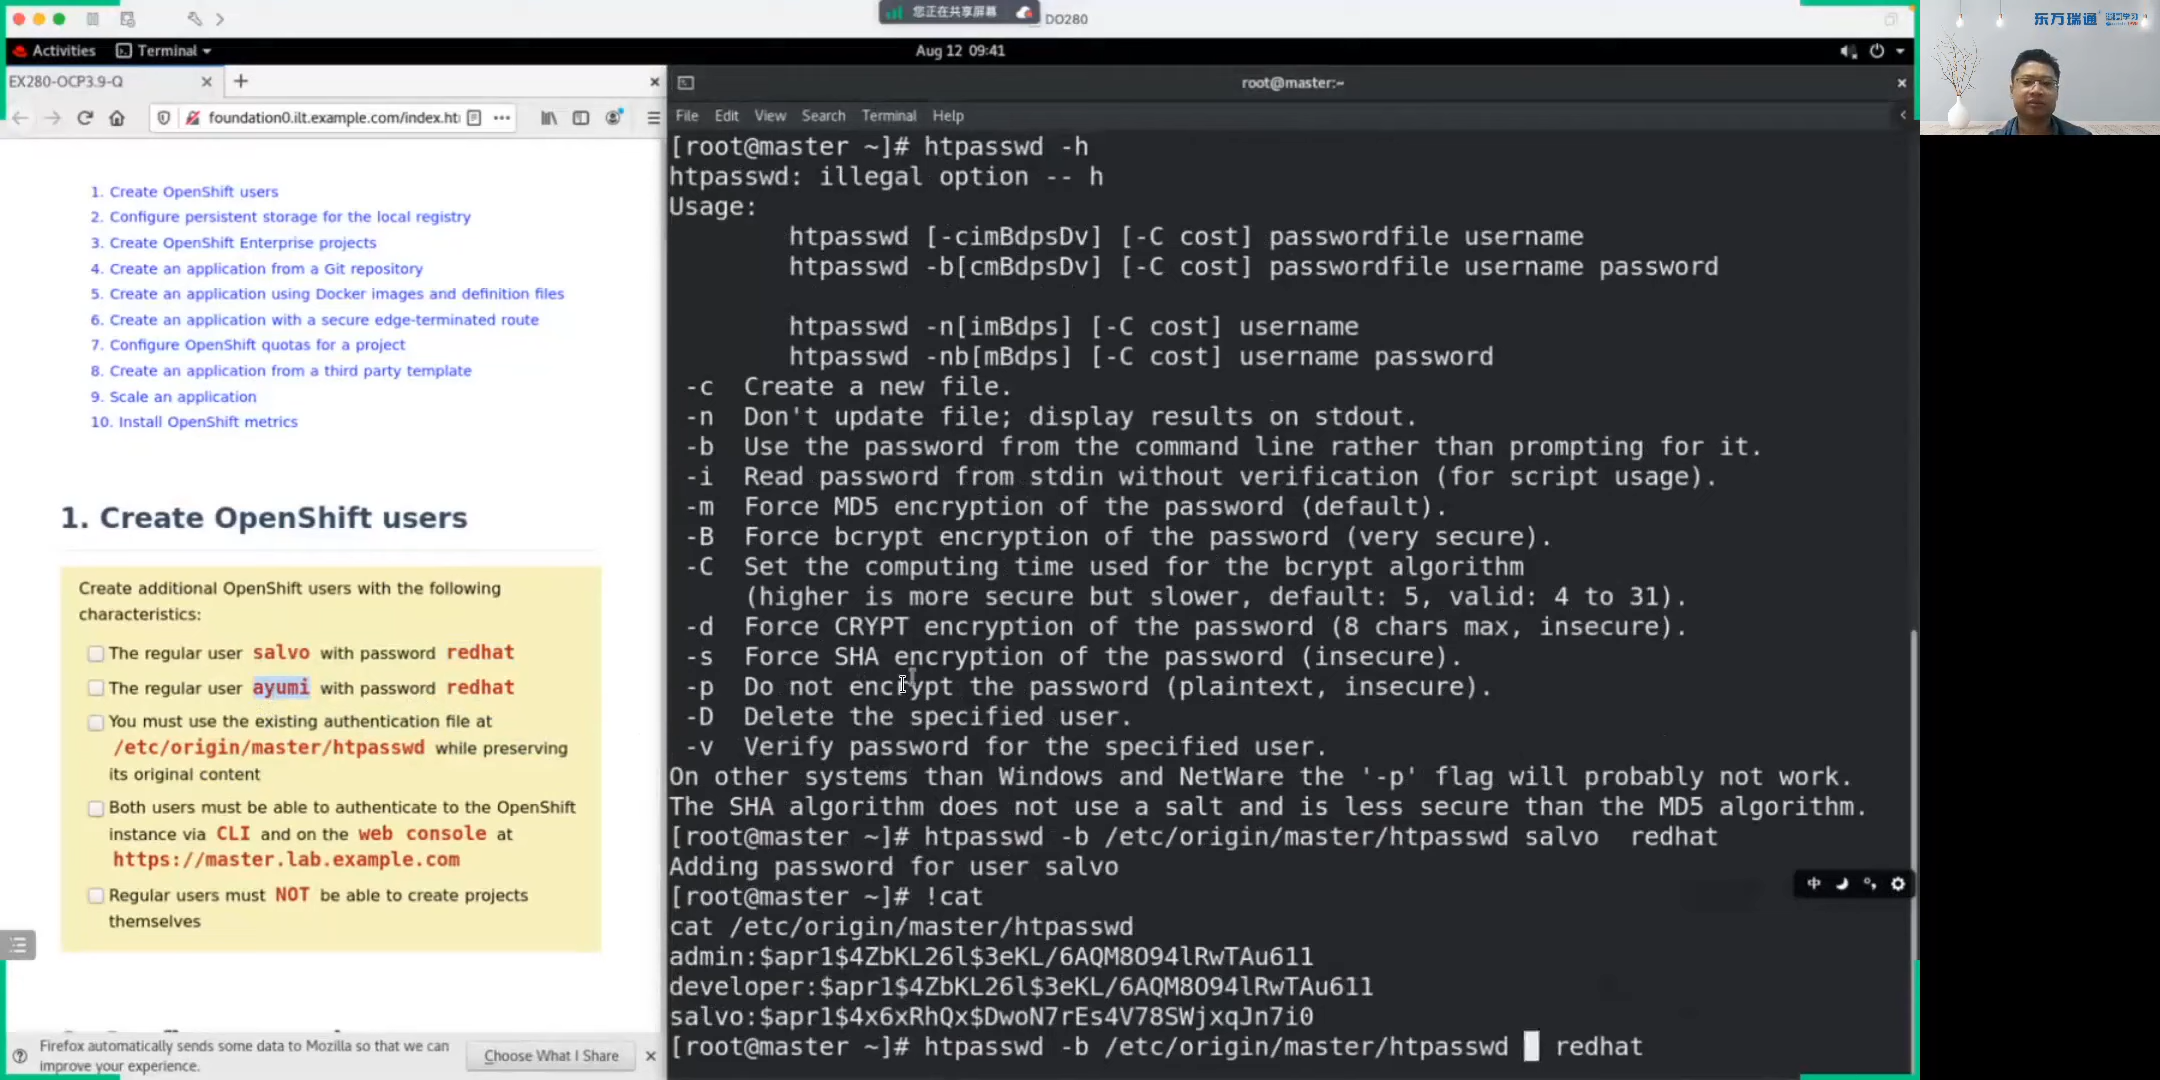 您正在共享屏幕
DO280
东方瑞通
Activities
Terminal
Aug 12 09:41
EX280-OCP3.9-Q
foundation0.ilt.example.com/index.ht
1. Create OpenShift users
2. Configure persistent storage for the local registry
3. Create OpenShift Enterprise projects
4. Create an application from a Git repository
5. Create an application using Docker images and definition files
6. Create an application with a secure edge-terminated route
7. Configure OpenShift quotas for a project
8. Create an application from a third party template
9. Scale an application
10. Install OpenShift metrics
1. Create OpenShift users
Create additional OpenShift users with the following
characteristics:
The regular user salvo with password redhat
The regular user ayumi with password redhat
You must use the existing authentication file at
/etc/origin/master/htpasswd while preserving
its original content
Both users must be able to authenticate to the OpenShift
instance via CLI and on the web console at
https://master.lab.example.com
Regular users must NOT be able to create projects
themselves
Firefox automatically sends some data to Mozilla so that we can
improve your experience.
Choose What I Share
root@master:~
File Edit View Search Terminal Help
[root@master ~]# htpasswd -h
htpasswd: illegal option -- h
Usage:
htpasswd [-cimBdpsDv] [-C cost] passwordfile username
htpasswd -b[cmBdpsDv] [-C cost] passwordfile username password
htpasswd -n[imBdps] [-C cost] username
htpasswd -nb[mBdps] [-C cost] username password
-c Create a new file.
-n Don't update file; display results on stdout.
-b Use the password from the command line rather than prompting for it.
-i Read password from stdin without verification (for script usage).
-m Force MD5 encryption of the password (default).
-B Force bcrypt encryption of the password (very secure).
-C Set the computing time used for the bcrypt algorithm
(higher is more secure but slower, default: 5, valid: 4 to 31).
-d Force CRYPT encryption of the password (8 chars max, insecure).
-s Force SHA encryption of the password (insecure).
-p Do not encrypt the password (plaintext, insecure).
-D Delete the specified user.
-v Verify password for the specified user.
On other systems than Windows and NetWare the '-p' flag will probably not work.
The SHA algorithm does not use a salt and is less secure than the MD5 algorithm.
[root@master ~]# htpasswd -b /etc/origin/master/htpasswd salvo redhat
Adding password for user salvo
[root@master ~]# !cat
cat /etc/origin/master/htpasswd
admin:$apr1$4ZbKL26l$3eKL/6AQM8O94lRwTAu611
developer:$apr1$4ZbKL26l$3eKL/6AQM8O94lRwTAu611
salvo:$apr1$4x6xRhQx$DwoN7rEs4V78SWjxqJn7i0
[root@master ~]# htpasswd -b /etc/origin/master/htpasswd redhat
中